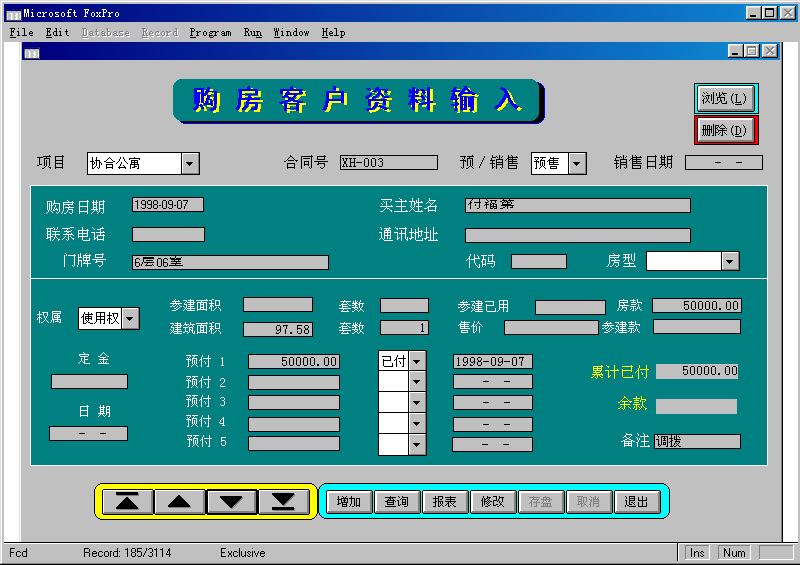 Microsoft FoxPro
File Edit Database Record Program Run Window Help
购房客户资料输入
浏览(L)
删除(D)
项目 协合公寓 合同号 XH-003 预/销售 预售 销售日期 - -
购房日期 1998-09-07 买主姓名 付福第
联系电话 通讯地址
门牌号 6/层06室 代码 房型
参建面积 套数 参建已用 房款 50000.00
权属 使用权
建筑面积 97.58 套数 1 售价 参建款
定金 预付 1 50000.00 已付 1998-09-07 累计已付 50000.00
预付 2 - -
日期 预付 3 - - 余款
- - 预付 4 - -
预付 5 - - 备注 调拨
增加 查询 报表 修改 存盘 取消 退出
Fcd Record: 185/3114 Exclusive Ins Num